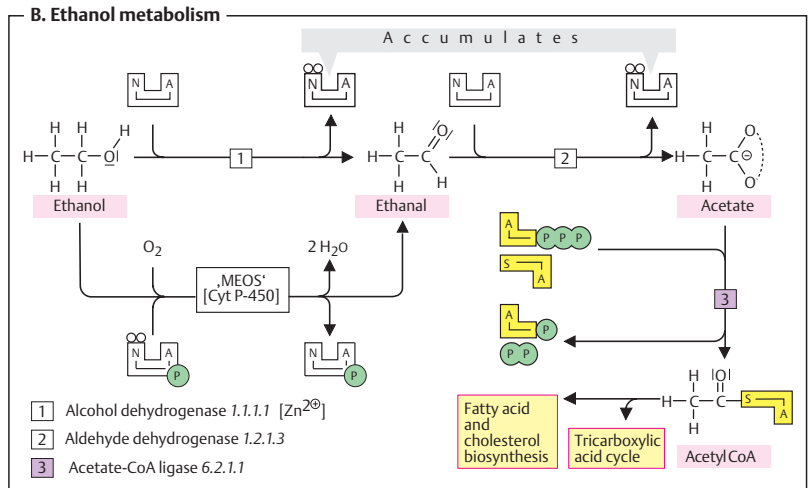 B. Ethanol metabolism
Accumulates
N A
N A
N A
N A
H H H
H–C–C–O
H H
1
H O
H–C–C
H H
2
H O
H–C–C ⊖
H O
Ethanol
Ethanal
Acetate
O2
2 H2O
‚MEOS‘
[Cyt P-450]
N A P
N A P
A P P P
S A
3
A P
P P
1 Alcohol dehydrogenase 1.1.1.1 [Zn2⊕]
2 Aldehyde dehydrogenase 1.2.1.3
3 Acetate-CoA ligase 6.2.1.1
Fatty acid
and
cholesterol
biosynthesis
Tricarboxylic
acid cycle
H O
H–C–C–S A
H
Acetyl CoA